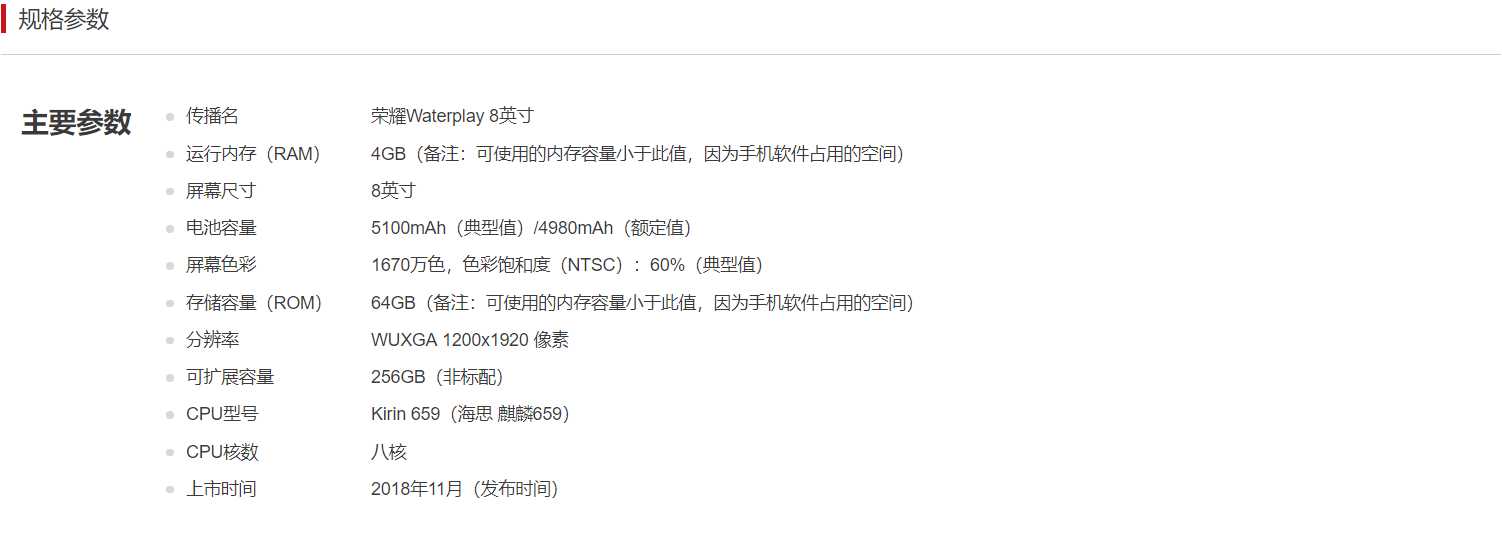 规格参数
主要参数
传播名 荣耀Waterplay 8英寸
运行内存（RAM） 4GB（备注：可使用的内存容量小于此值，因为手机软件占用的空间）
屏幕尺寸 8英寸
电池容量 5100mAh（典型值）/4980mAh（额定值）
屏幕色彩 1670万色，色彩饱和度（NTSC）：60%（典型值）
存储容量（ROM） 64GB（备注：可使用的内存容量小于此值，因为手机软件占用的空间）
分辨率 WUXGA 1200x1920 像素
可扩展容量 256GB（非标配）
CPU型号 Kirin 659（海思 麒麟659）
CPU核数 八核
上市时间 2018年11月（发布时间）